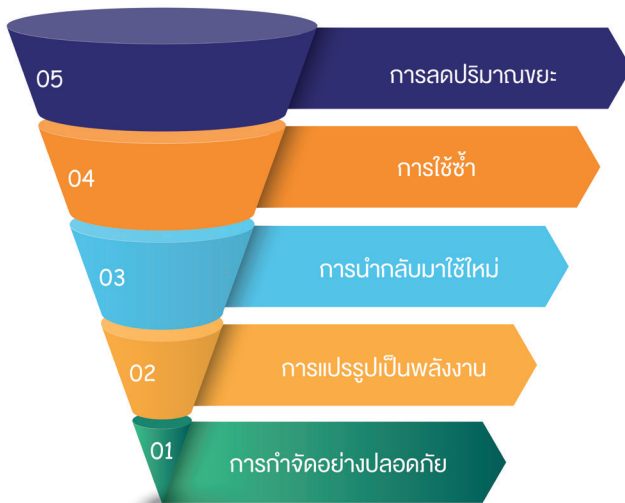 05 การลดปริมาณขยะ
04 การใช้ซ้ำ
03 การนำกลับมาใช้ใหม่
02 การแปรรูปเป็นพลังงาน
01 การกำจัดอย่างปลอดภัย